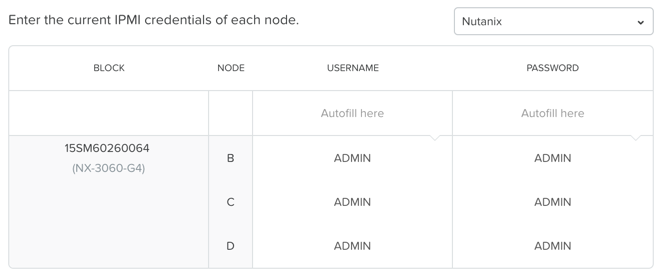 Enter the current IPMI credentials of each node.
Nutanix
BLOCK NODE USERNAME PASSWORD
Autofill here Autofill here
15SM60260064
(NX-3060-G4)
B ADMIN ADMIN
C ADMIN ADMIN
D ADMIN ADMIN